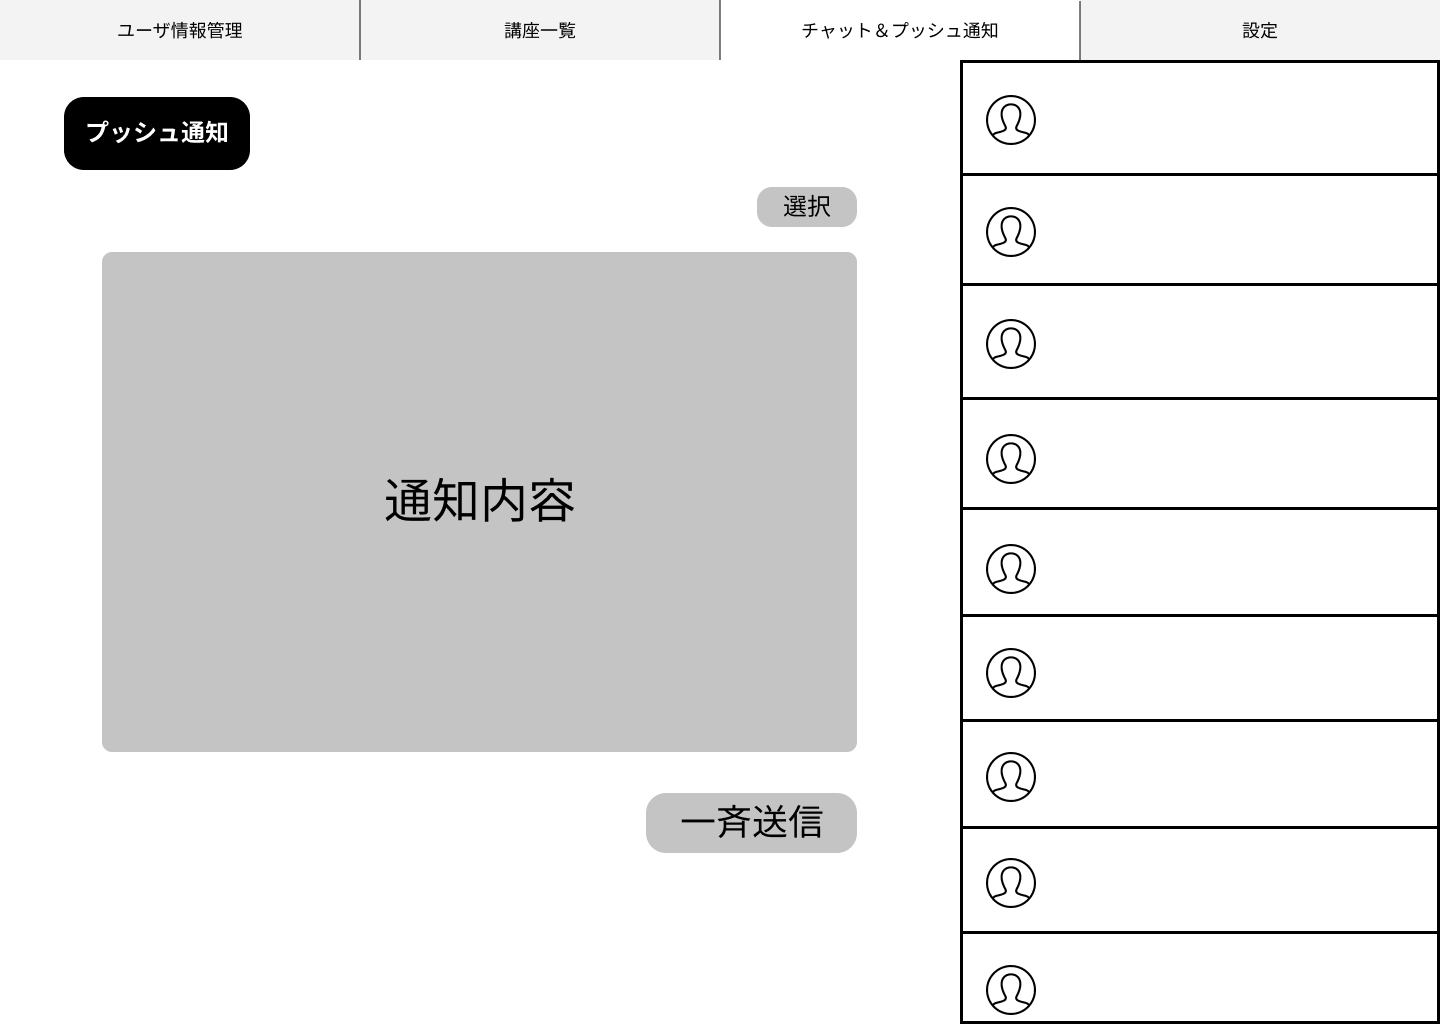 ユーザ情報管理
講座一覧
チャット＆プッシュ通知
設定
プッシュ通知
選択
通知内容
一斉送信